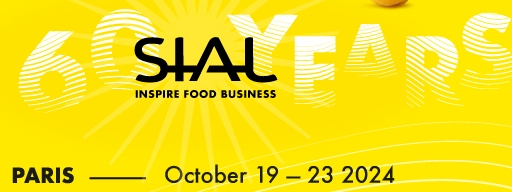 60 YEARS
SIAL
INSPIRE FOOD BUSINESS
PARIS — October 19 – 23 2024